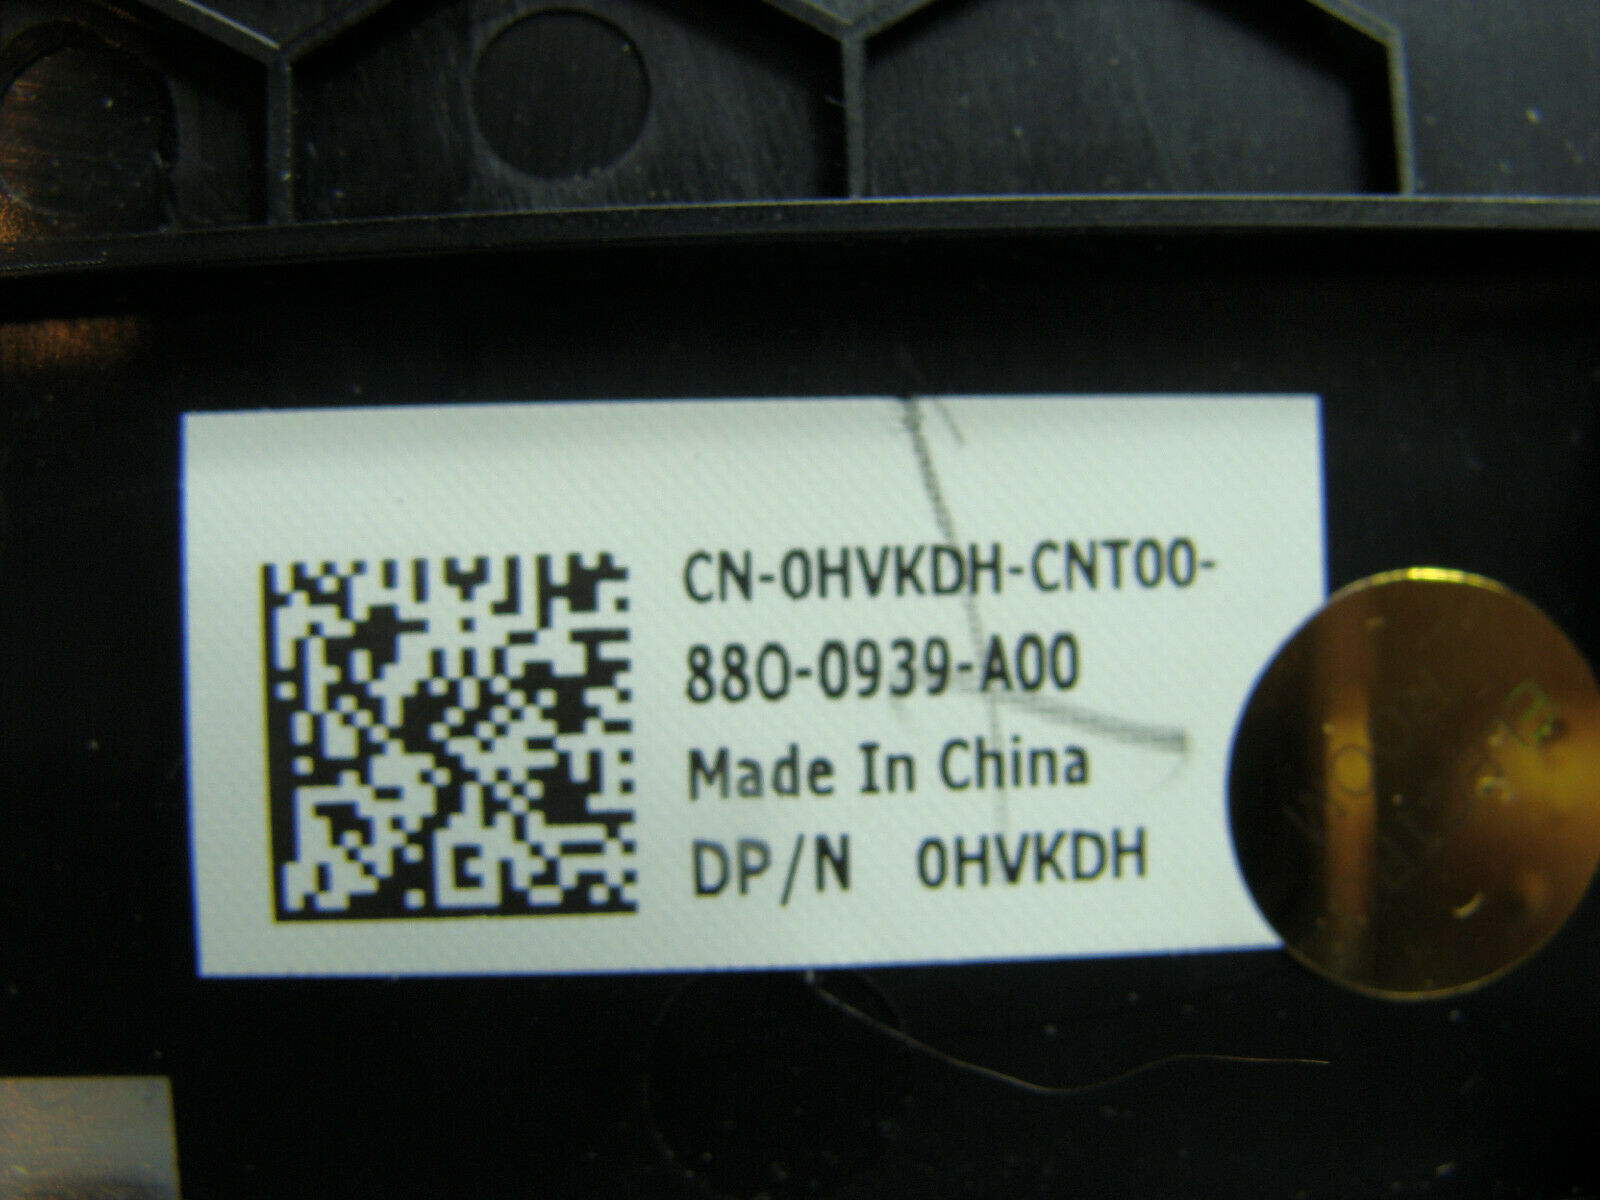 CN-0HVKDH-CNT00-
880-0939-A00
Made In China
DP/N 0HVKDH